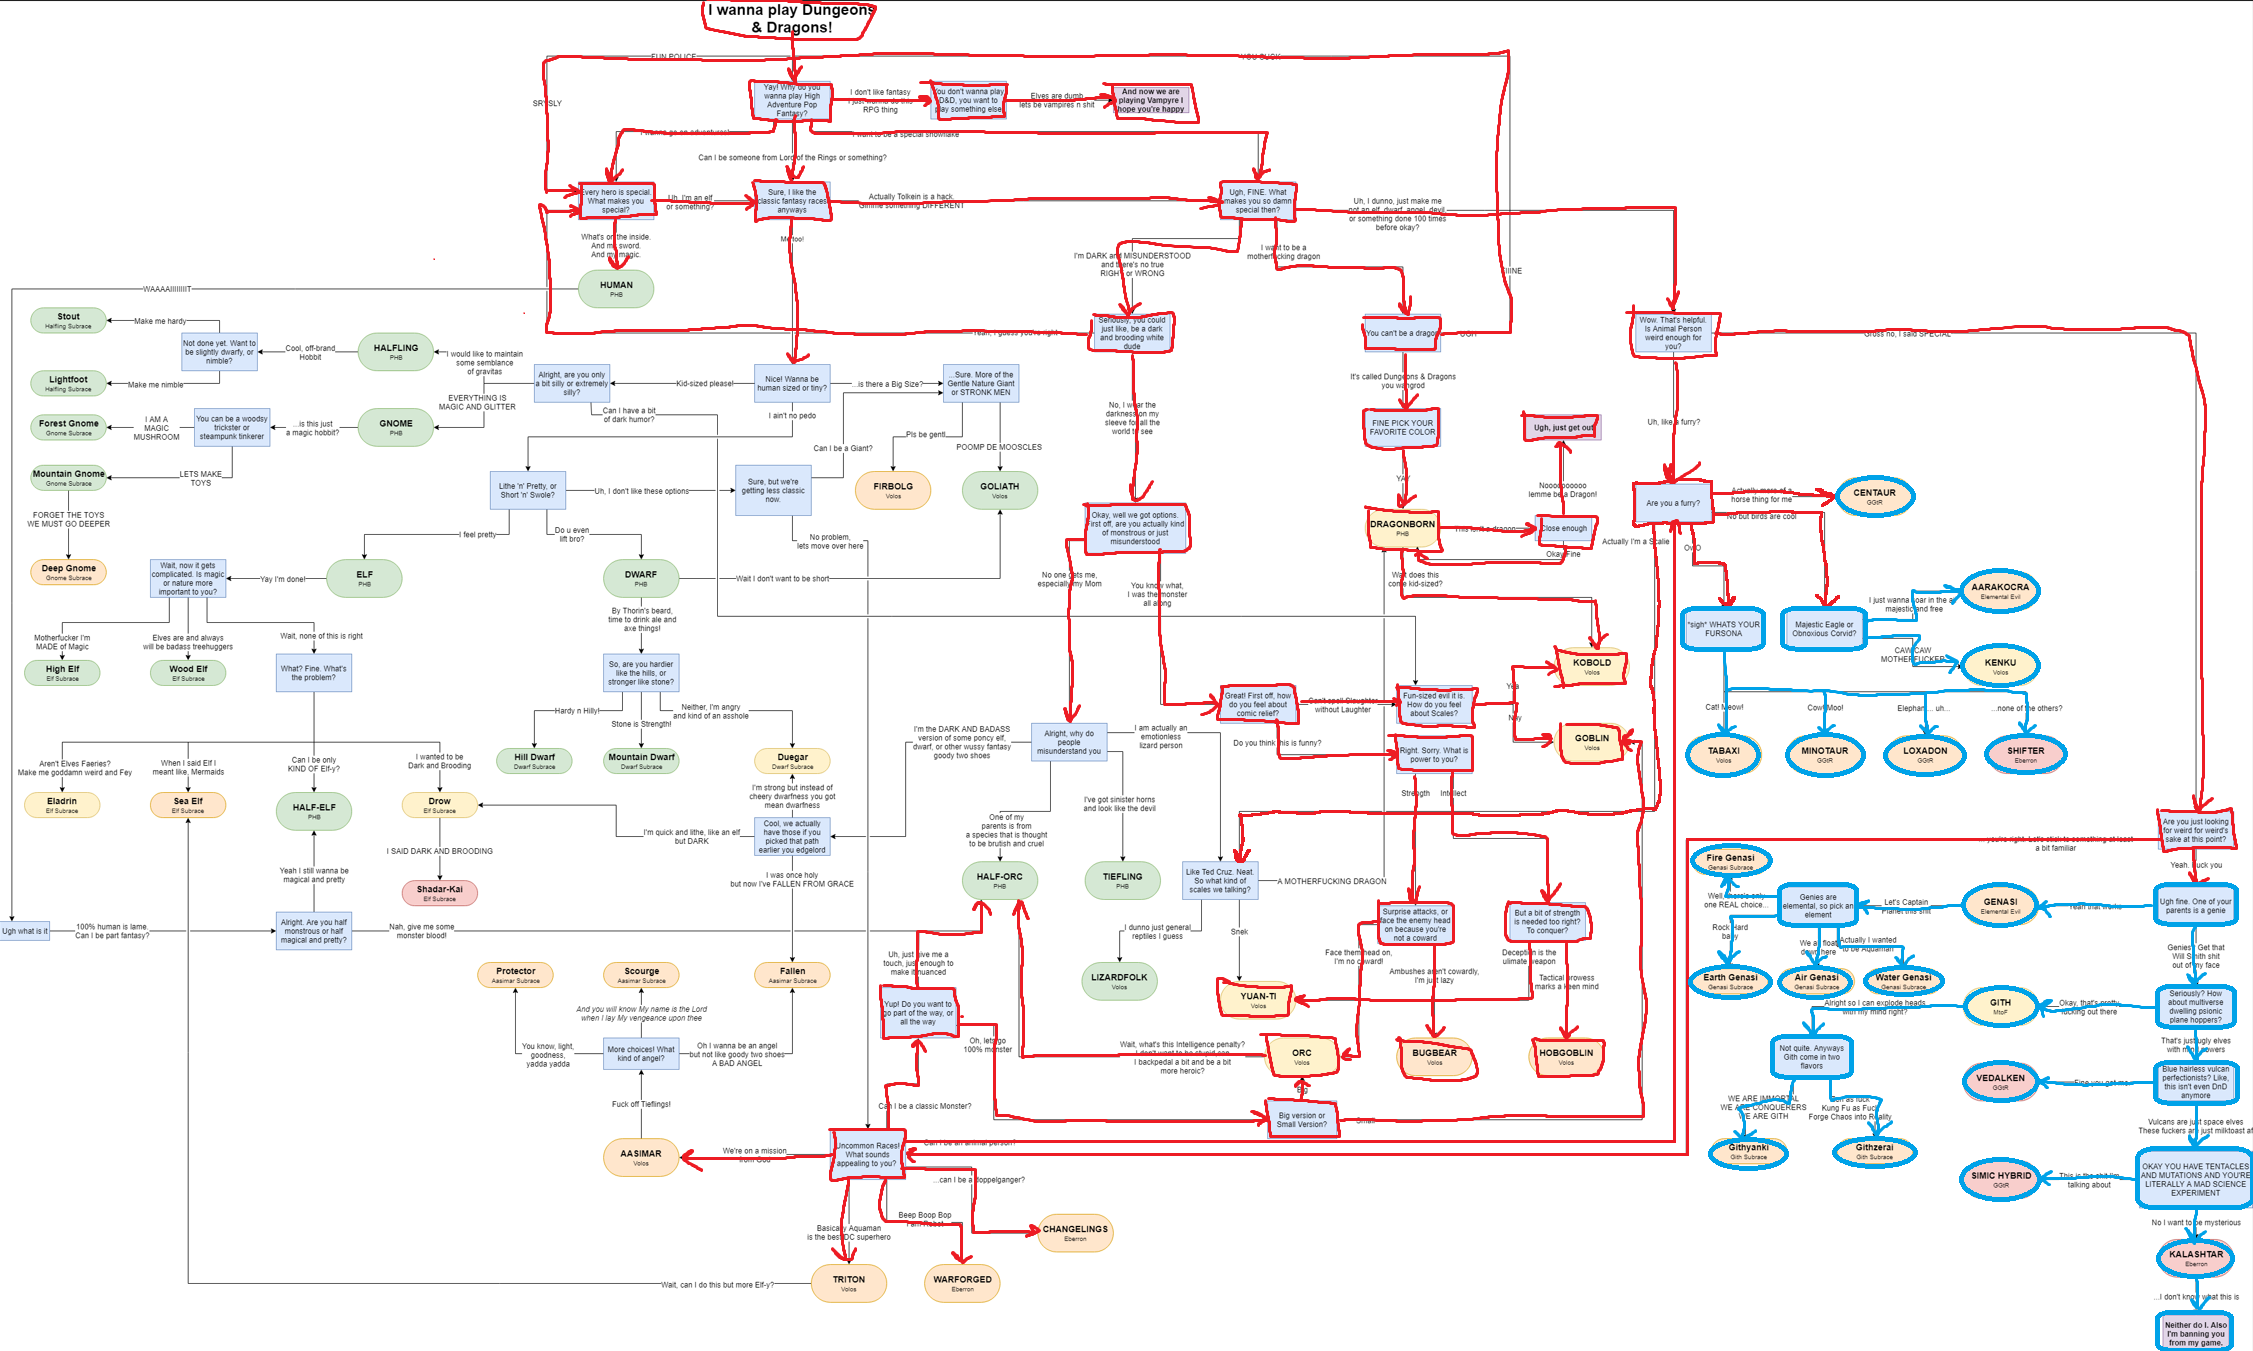 I wanna play Dungeons
& Dragons!
FUN POLICE
YOU SUCK
SRYSLY
Yay! Why do you
wanna play High
Adventure Pop
Fantasy?
I don't like fantasy
I just wanna do this
RPG thing
You don't wanna play
D&D, you want to
play something else
Elves are dumb
lets be vampires n shit
And now we are
playing Vampyre I
hope you're happy
I wanna go on adventures!
I want to be a special snowflake
Can I be someone from Lord of the Rings or something?
Every hero is special.
What makes you
special?
Uh, I'm an elf
or something?
Sure, I like the
classic fantasy races
anyways
Actually Tolkein is a hack.
Gimme something DIFFERENT
Ugh, FINE. What
makes you so damn
special then?
Uh, I dunno, just make me
not an elf, dwarf, angel, devil
or something done 100 times
before okay?
What's on the inside.
And my sword.
And my magic.
Me too!
I'm DARK and MISUNDERSTOOD
and there's no true
RIGHT or WRONG
I want to be a
motherfucking dragon
FIIINE
HUMAN
PHB
WAAAAIIIIIIIIT
Stout
Halfling Subrace
Make me hardy
Not done yet. Want to
be slightly dwarfy, or
nimble?
Cool, off-brand
Hobbit
HALFLING
PHB
I would like to maintain
some semblance
of gravitas
Lightfoot
Halfling Subrace
Make me nimble
Seriously, you could
just like, be a dark
and brooding white
dude
Yeah, I guess you're right
You can't be a dragon
UGH
Wow. That's helpful.
Is Animal Person
weird enough for
you?
Gross no, I said SPECIAL
Alright, are you only
a bit silly or extremely
silly?
Kid-sized please!
Nice! Wanna be
human sized or tiny?
...is there a Big Size?
...Sure. More of the
Gentle Nature Giant
or STRONK MEN
It's called Dungeons & Dragons
you wangrod
EVERYTHING IS
MAGIC AND GLITTER
Can I have a bit
of dark humor?
I ain't no pedo
Forest Gnome
Gnome Subrace
I AM A
MAGIC
MUSHROOM
You can be a woodsy
trickster or
steampunk tinkerer
...is this just
a magic hobbit?
GNOME
PHB
Can I be a Giant?
Pls be gentl
POOMP DE MOOSCLES
No, I wear the
darkness on my
sleeve for all the
world to see
FINE PICK YOUR
FAVORITE COLOR
Ugh, just get out
Uh, like a furry?
Mountain Gnome
Gnome Subrace
LETS MAKE
TOYS
Lithe 'n' Pretty, or
Short 'n' Swole?
Uh, I don't like these options
Sure, but we're
getting less classic
now.
FIRBOLG
Volos
GOLIATH
Volos
YAY
Nooooooooo
lemme be a Dragon!
Are you a furry?
Actually more of a
horse thing for me
CENTAUR
GGtR
No but birds are cool
FORGET THE TOYS
WE MUST GO DEEPER
I feel pretty
Do u even
lift bro?
No problem,
lets move over here
Okay, well we got options.
First off, are you actually kind
of monstrous or just
misunderstood
DRAGONBORN
PHB
This isn't a dragon
Close enough
Okay Fine
Actually I'm a Scalie
OwO
Deep Gnome
Gnome Subrace
Wait, now it gets
complicated. Is magic
or nature more
important to you?
Yay I'm done!
ELF
PHB
DWARF
PHB
Wait I don't want to be short
No one gets me,
especially my Mom
You know what,
I was the monster
all along
Wait does this
come kid-sized?
I just wanna soar in the air
majestic and free
AARAKOCRA
Elemental Evil
By Thorin's beard,
time to drink ale and
axe things!
*sigh* WHATS YOUR
FURSONA
Majestic Eagle or
Obnoxious Corvid?
Motherfucker I'm
MADE of Magic
Elves are and always
will be badass treehuggers
Wait, none of this is right
CAW CAW
MOTHERFUCKER
KENKU
Volos
High Elf
Elf Subrace
Wood Elf
Elf Subrace
What? Fine. What's
the problem?
So, are you hardier
like the hills, or
stronger like stone?
KOBOLD
Volos
Great! First off, how
do you feel about
comic relief?
Can't spell Slaughter
without Laughter
Fun-sized evil it is.
How do you feel
about Scales?
Yea
Nay
Hardy n Hilly!
Stone is Strength!
Neither, I'm angry
and kind of an asshole
I'm the DARK AND BADASS
version of some poncy elf,
dwarf, or other wussy fantasy
goody two shoes
Alright, why do
people
misunderstand you
I am actually an
emotionless
lizard person
Do you think this is funny?
Right. Sorry. What is
power to you?
GOBLIN
Volos
Cat! Meow!
Cow! Moo!
Elephan... uh...
...none of the others?
TABAXI
Volos
MINOTAUR
GGtR
LOXADON
GGtR
SHIFTER
Eberron
Aren't Elves Faeries?
Make me goddamn weird and Fey
When I said Elf I
meant like, Mermaids
Can I be only
KIND OF Elf-y?
I wanted to be
Dark and Brooding
Hill Dwarf
Dwarf Subrace
Mountain Dwarf
Dwarf Subrace
Duegar
Dwarf Subrace
I'm strong but instead of
cheery dwarfness you got
mean dwarfness
I've got sinister horns
and look like the devil
Strength
Intellect
Eladrin
Elf Subrace
Sea Elf
Elf Subrace
HALF-ELF
PHB
Drow
Elf Subrace
I'm quick and lithe, like an elf
but DARK
Cool, we actually
have those if you
picked that path
earlier you edgelord
One of my
parents is from
a species that is thought
to be brutish and cruel
Are you just looking
for weird for weird's
sake at this point?
...you're right. Let's stick to something at least
a bit familiar
I SAID DARK AND BROODING
Yeah I still wanna be
magical and pretty
Shadar-Kai
Elf Subrace
I was once holy
but now I've FALLEN FROM GRACE
HALF-ORC
PHB
TIEFLING
PHB
Like Ted Cruz. Neat.
So what kind of
scales we talking?
A MOTHERFUCKING DRAGON
Fire Genasi
Genasi Subrace
Yeah. Fuck you
Well, there's only
one REAL choice...
Genies are
elemental, so pick an
element
Let's Captain
Planet this shit
GENASI
Elemental Evil
Yeah that works
Ugh fine. One of your
parents is a genie
Ugh what is it
100% human is lame.
Can I be part fantasy?
Alright. Are you half
monstrous or half
magical and pretty?
Nah, give me some
monster blood!
I dunno just general
reptiles I guess
Snek
Surprise attacks, or
face the enemy head
on because you're
not a coward
But a bit of strength
is needed too right?
To conquer?
Rock Hard
baby
We all float
down here
Actually I wanted
to be Aquaman
Genies? Get that
Will Smith shit
out of my face
Face them head on,
I'm no coward!
Deception is the
ulimate weapon
Protector
Aasimar Subrace
Scourge
Aasimar Subrace
Fallen
Aasimar Subrace
Uh, just give me a
touch, just enough to
make it nuanced
LIZARDFOLK
Volos
Ambushes aren't cowardly,
I'm just lazy
Tactical prowess
marks a keen mind
Earth Genasi
Genasi Subrace
Air Genasi
Genasi Subrace
Water Genasi
Genasi Subrace
And you will know My name is the Lord
when I lay My vengeance upon thee
Yup! Do you want to
go part of the way, or
all the way
YUAN-TI
Volos
Alright so I can explode heads
with my mind right?
GITH
MtoF
Okay, that's pretty
fucking out there
Seriously? How
about multiverse
dwelling psionic
plane hoppers?
You know, light,
goodness,
yadda yadda
More choices! What
kind of angel?
Oh I wanna be an angel
but not like goody two shoes
A BAD ANGEL
Oh, lets go
100% monster
Wait, what's this Intelligence penalty?
I don't want to be stupid can
I backpedal a bit and be a bit
more heroic?
ORC
Volos
BUGBEAR
Volos
HOBGOBLIN
Volos
Not quite. Anyways
Gith come in two
flavors
That's just ugly elves
with mind powers
VEDALKEN
GGtR
Fine you got me
Blue hairless vulcan
perfectionists? Like,
this isn't even DnD
anymore
Fuck off Tieflings!
Can I be a classic Monster?
Big
Big version or
Small Version?
Small
WE ARE IMMORTAL
WE ARE CONQUERERS
WE ARE GITH
Zen as fuck
Kung Fu as Fuc
Forge Chaos into Reality
Vulcans are just space elves
These fuckers are just milktoast af
AASIMAR
Volos
We're on a mission
from God
Uncommon Races!
What sounds
appealing to you?
Can I be an animal person?
Githyanki
Gith Subrace
Githzerai
Gith Subrace
SIMIC HYBRID
GGtR
This is the shit I'm
talking about
OKAY YOU HAVE TENTACLES
AND MUTATIONS AND YOU'RE
LITERALLY A MAD SCIENCE
EXPERIMENT
...can I be a doppelganger?
Basically Aquaman
is the best DC superhero
Beep Boop Bop
I am Robot
CHANGELINGS
Eberron
No I want to be mysterious
KALASHTAR
Eberron
Wait, can I do this but more Elf-y?
TRITON
Volos
WARFORGED
Eberron
...I don't know what this is
Neither do I. Also
I'm banning you
from my game.